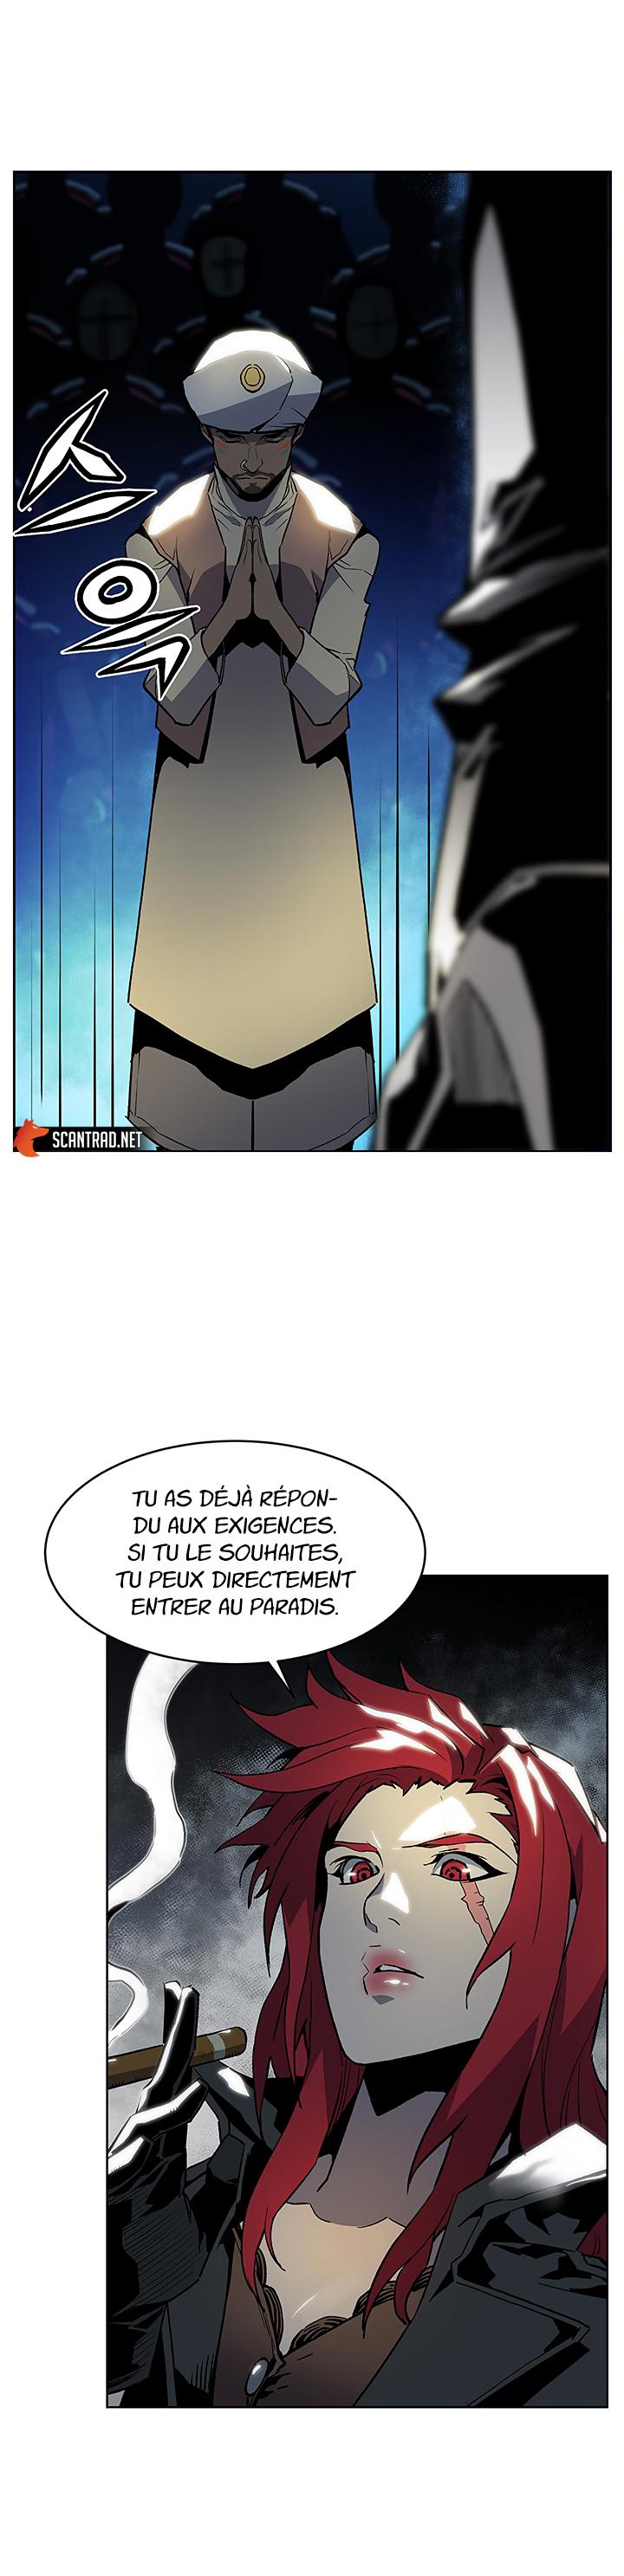 스
으
윽
SCANTRAD.NET
TU AS DÉJÀ RÉPON-
DU AUX EXIGENCES.
SI TU LE SOUHAITES,
TU PEUX DIRECTEMENT
ENTRER AU PARADIS.